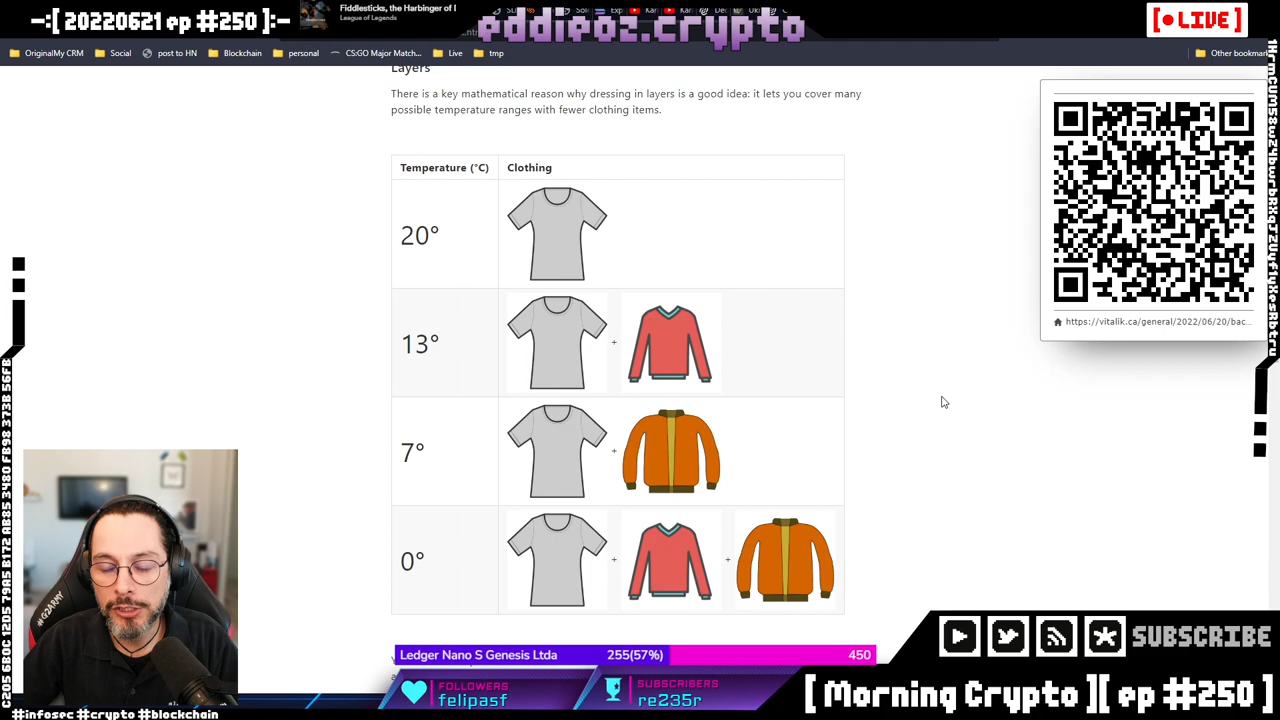 -:[ 20220621 ep #250 ]:-
Fiddlesticks, the Harbinger of
League of Legends
eddieoz.crypto
[● LIVE ]
OriginalMy CRM
Social
post to HN
Blockchain
personal
CS:GO Major Match...
Live
tmp
Other bookmar
Layers
There is a key mathematical reason why dressing in layers is a good idea: it lets you cover many
possible temperature ranges with fewer clothing items.
Temperature (°C) Clothing
20°
13°
+
7°
+
0°
+ +
https://vitalik.ca/general/2022/06/20/bac...
#G2ARMY
Ledger Nano S Genesis Ltda 255(57%) 450
FOLLOWERS
felipasf
SUBSCRIBERS
re235r
SUBSCRIBE
[ Morning Crypto ][ ep #250 ]
#infosec #crypto #blockchain